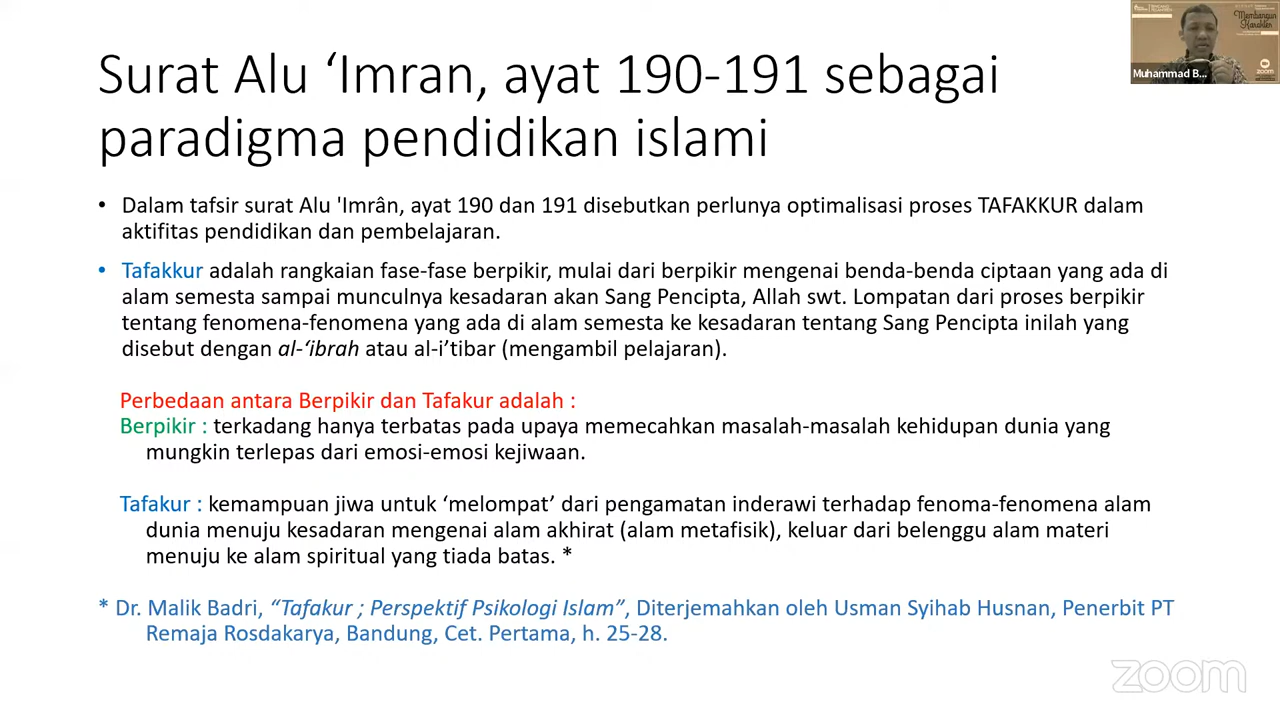 Surat Alu ‘Imran, ayat 190-191 sebagai
paradigma pendidikan islami
• Dalam tafsir surat Alu 'Imrân, ayat 190 dan 191 disebutkan perlunya optimalisasi proses TAFAKKUR dalam
aktifitas pendidikan dan pembelajaran.
• Tafakkur adalah rangkaian fase-fase berpikir, mulai dari berpikir mengenai benda-benda ciptaan yang ada di
alam semesta sampai munculnya kesadaran akan Sang Pencipta, Allah swt. Lompatan dari proses berpikir
tentang fenomena-fenomena yang ada di alam semesta ke kesadaran tentang Sang Pencipta inilah yang
disebut dengan al-‘ibrah atau al-i’tibar (mengambil pelajaran).
Perbedaan antara Berpikir dan Tafakur adalah :
Berpikir : terkadang hanya terbatas pada upaya memecahkan masalah-masalah kehidupan dunia yang
mungkin terlepas dari emosi-emosi kejiwaan.
Tafakur : kemampuan jiwa untuk ‘melompat’ dari pengamatan inderawi terhadap fenoma-fenomena alam
dunia menuju kesadaran mengenai alam akhirat (alam metafisik), keluar dari belenggu alam materi
menuju ke alam spiritual yang tiada batas. *
* Dr. Malik Badri, “Tafakur ; Perspektif Psikologi Islam”, Diterjemahkan oleh Usman Syihab Husnan, Penerbit PT
Remaja Rosdakarya, Bandung, Cet. Pertama, h. 25-28.
Membangun
Karakter
zoom
Muhammad B...
zoom